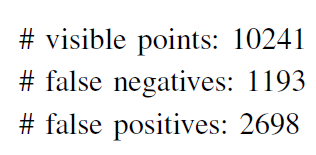 # visible points: 10241
# false negatives: 1193
# false positives: 2698